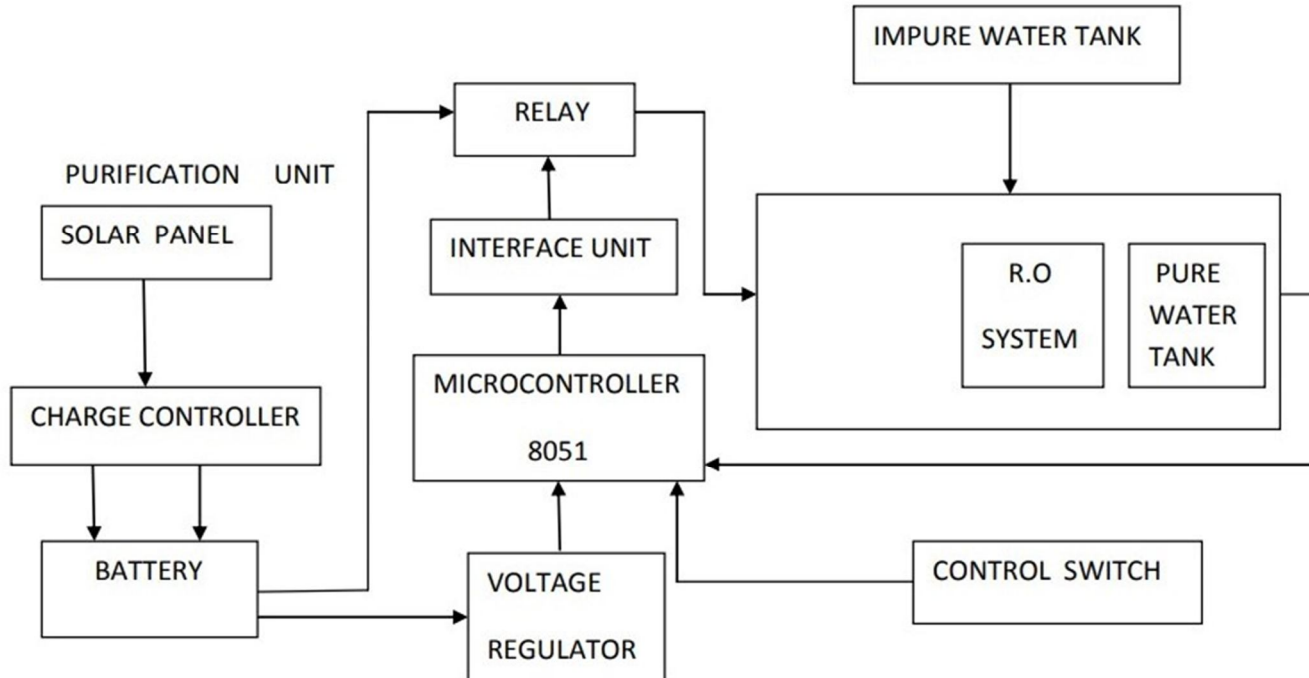 IMPURE WATER TANK
RELAY
PURIFICATION UNIT
SOLAR PANEL
INTERFACE UNIT
R.O
SYSTEM
PURE
WATER
TANK
MICROCONTROLLER
8051
CHARGE CONTROLLER
BATTERY
VOLTAGE
REGULATOR
CONTROL SWITCH